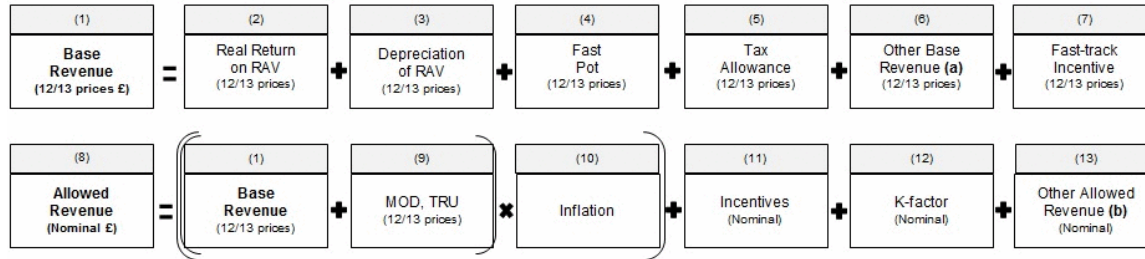 (1) (2) (3) (4) (5) (6) (7)
Base Revenue (12/13 prices £) = Real Return on RAV (12/13 prices) + Depreciation of RAV (12/13 prices) + Fast Pot (12/13 prices) + Tax Allowance (12/13 prices) + Other Base Revenue (a) (12/13 prices) + Fast-track Incentive (12/13 prices)
(8) (1) (9) (10) (11) (12) (13)
Allowed Revenue (Nominal £) = ((Base Revenue (12/13 prices) + MOD, TRU (12/13 prices)) × Inflation) + Incentives (Nominal) + K-factor (Nominal) + Other Allowed Revenue (b) (Nominal)